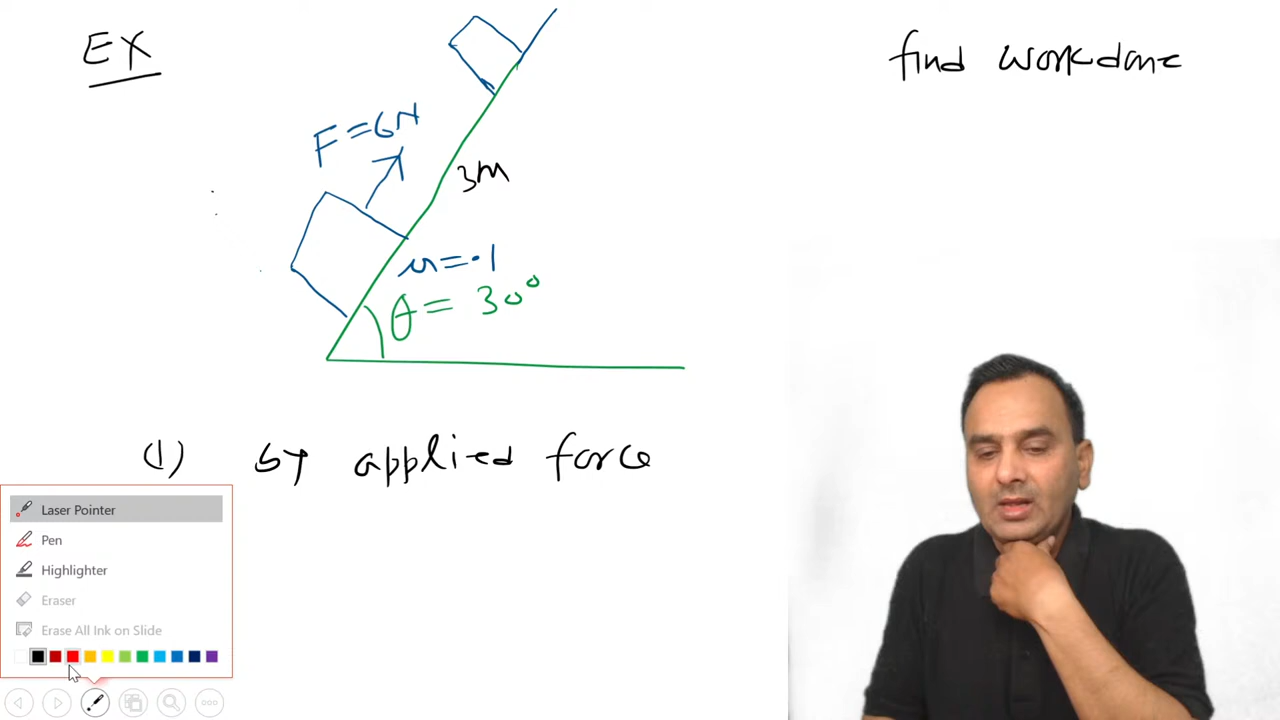 EX
find workdone
F=6N
3M
u=.1
θ= 30°
(1) by applied force
Laser Pointer
Pen
Highlighter
Eraser
Erase All Ink on Slide